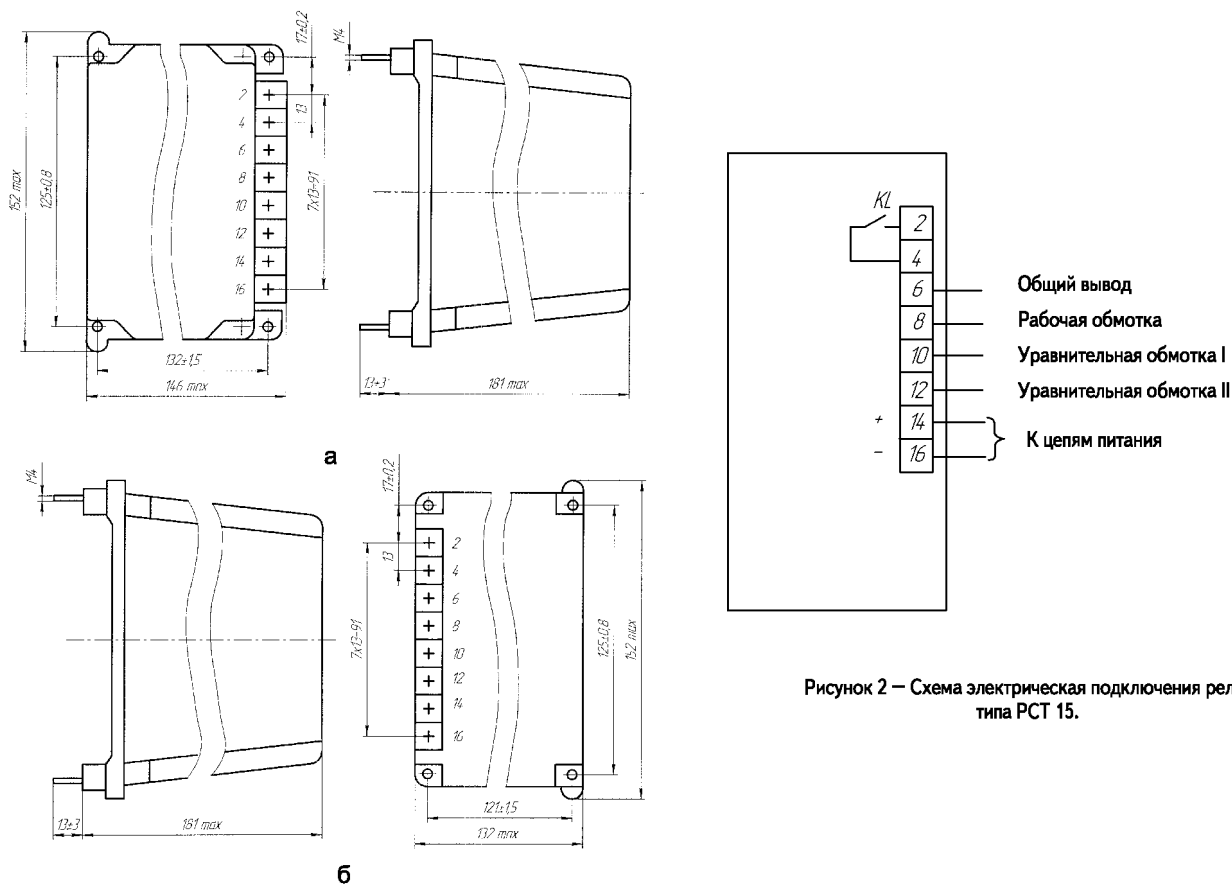 17±0,2
M4
152 max
125±0,8
2
4
6
8
10
12
14
16
13
7х13=91
132±1,5
146 max
13±3
181 max
а
M4
17±0,2
13
7х13=91
2
4
6
8
10
12
14
16
125±0,8
152 max
13±3
181 max
121±1,5
132 max
б
KL
2
4
6 Общий вывод
8 Рабочая обмотка
10 Уравнительная обмотка I
12 Уравнительная обмотка II
+ 14
− 16
К цепям питания
Рисунок 2 — Схема электрическая подключения рел
типа РСТ 15.